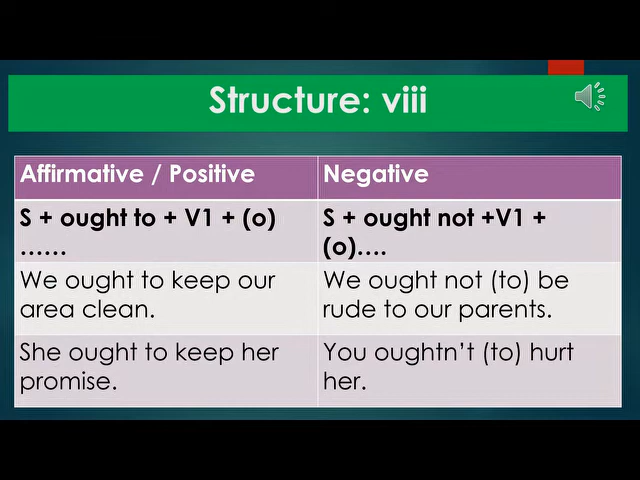 Structure: viii
Affirmative / Positive
Negative
S + ought to + V1 + (o)
......
S + ought not +V1 +
(o)....
We ought to keep our
area clean.
We ought not (to) be
rude to our parents.
She ought to keep her
promise.
You oughtn't (to) hurt
her.